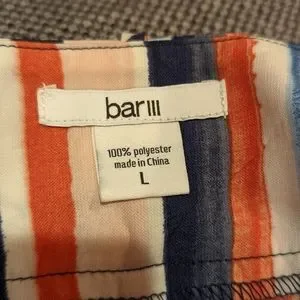 bar III
100% polyester
made in China
L